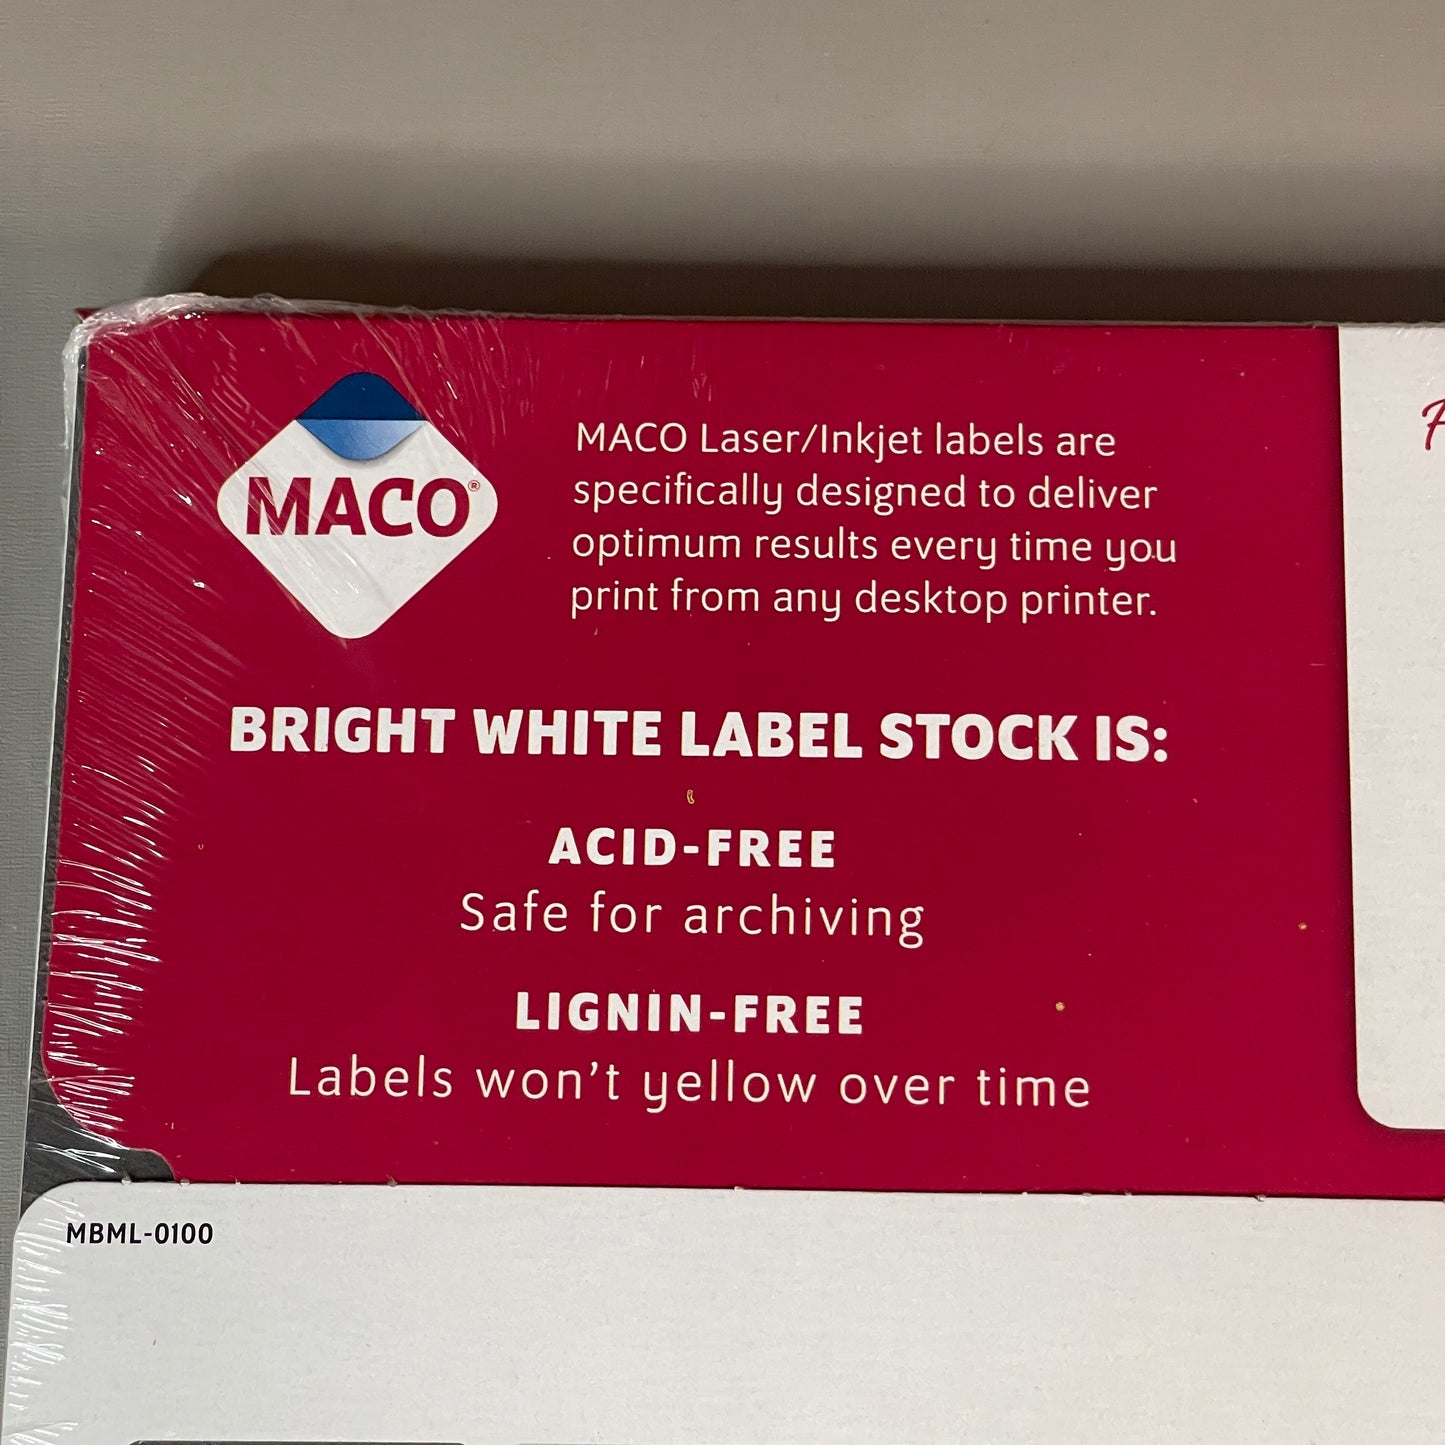 MACO®
MACO Laser/Inkjet labels are
specifically designed to deliver
optimum results every time you
print from any desktop printer.
BRIGHT WHITE LABEL STOCK IS:
ACID-FREE
Safe for archiving
LIGNIN-FREE
Labels won't yellow over time
MBML-0100